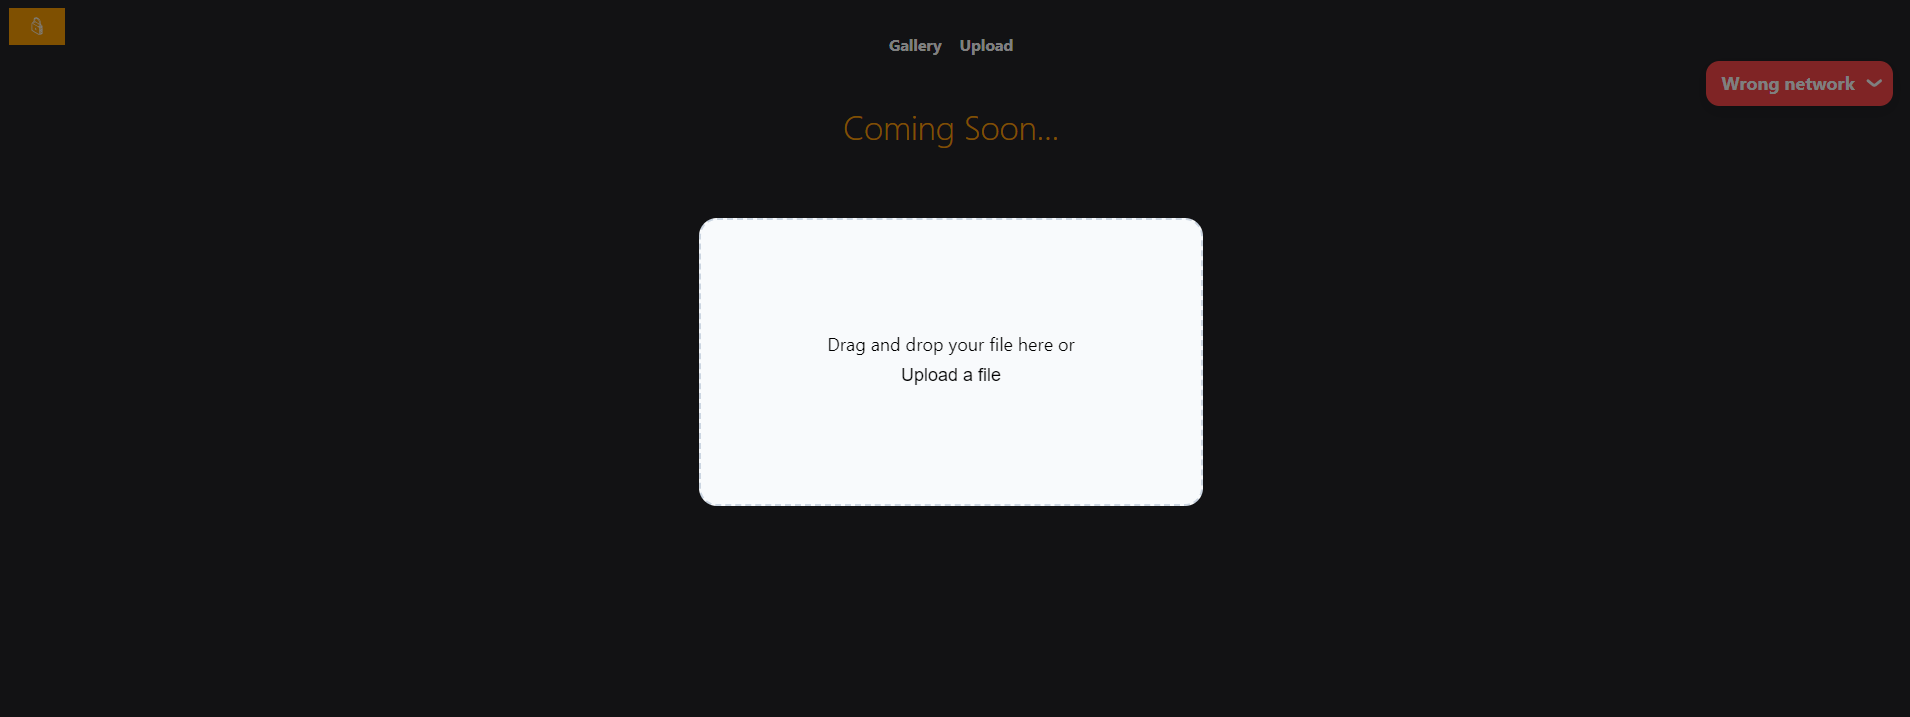 Gallery Upload
Wrong network
Coming Soon...
Drag and drop your file here or
Upload a file